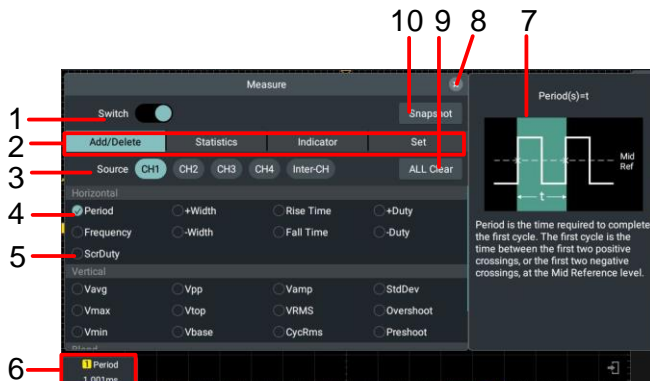 10 9 8 7
Measure
Period(s)=t
1 Switch Snapshot
2 Add/Delete Statistics Indicator Set
3 Source CH1 CH2 CH3 CH4 Inter-CH ALL Clear
Mid
Ref
t
Horizontal
4 Period +Width Rise Time +Duty
Frequency -Width Fall Time -Duty
5 ScrDuty
Period is the time required to complete
the first cycle. The first cycle is the
time between the first two positive
crossings, or the first two negative
crossings, at the Mid Reference level.
Vertical
Vavg Vpp Vamp StdDev
Vmax Vtop VRMS Overshoot
Vmin Vbase CycRms Preshoot
6 1 Period
1.001ms